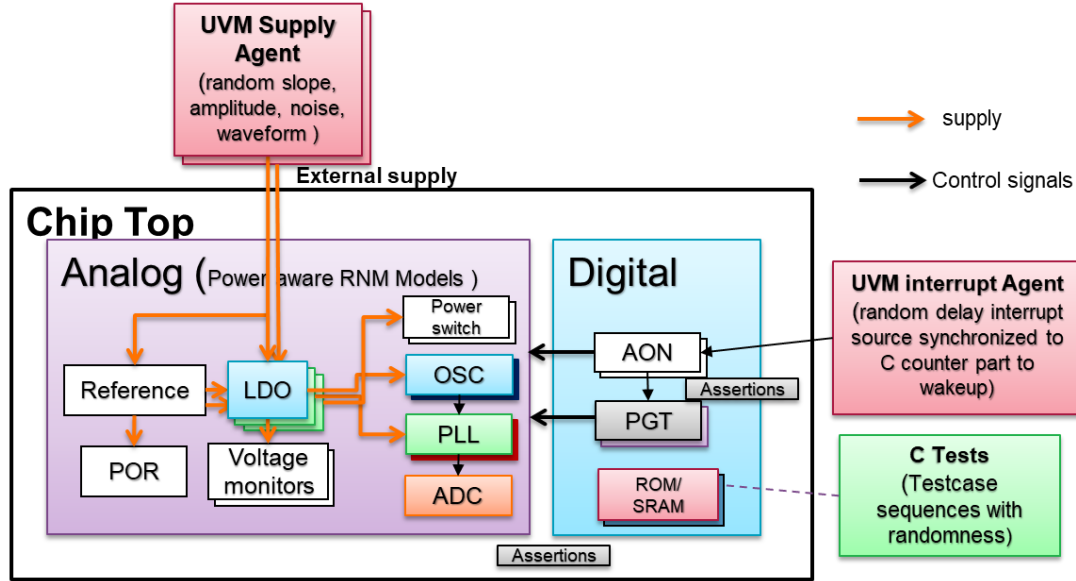 UVM Supply
Agent
(random slope,
amplitude, noise,
waveform )
supply
External supply
Control signals
Chip Top
Analog (Power aware RNM Models )
Digital
Power
switch
UVM interrupt Agent
(random delay interrupt
source synchronized to
C counter part to
wakeup)
AON
Reference
LDO
OSC
Assertions
PGT
PLL
POR
Voltage
monitors
ADC
ROM/
SRAM
C Tests
(Testcase
sequences with
randomness)
Assertions